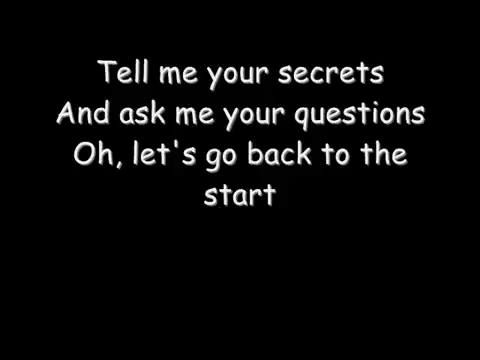 Tell me your secrets
And ask me your questions
Oh, let's go back to the
start